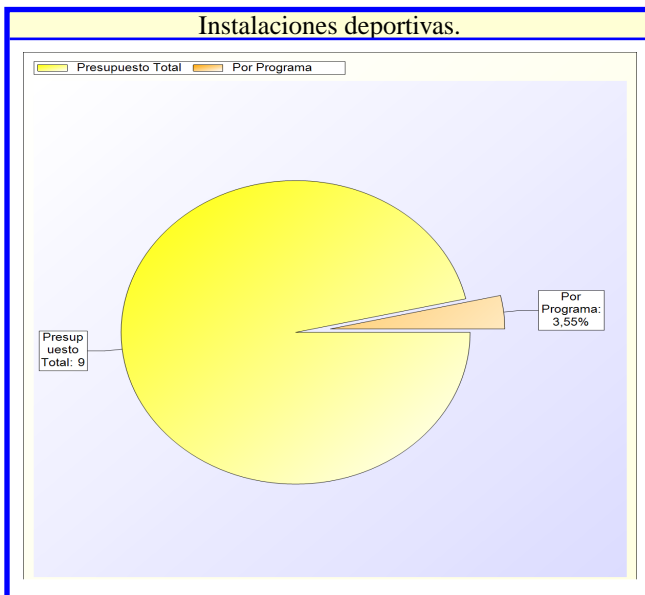 Instalaciones deportivas.
Presupuesto Total Por Programa
Por
Programa:
3,55%
Presup
uesto
Total: 9